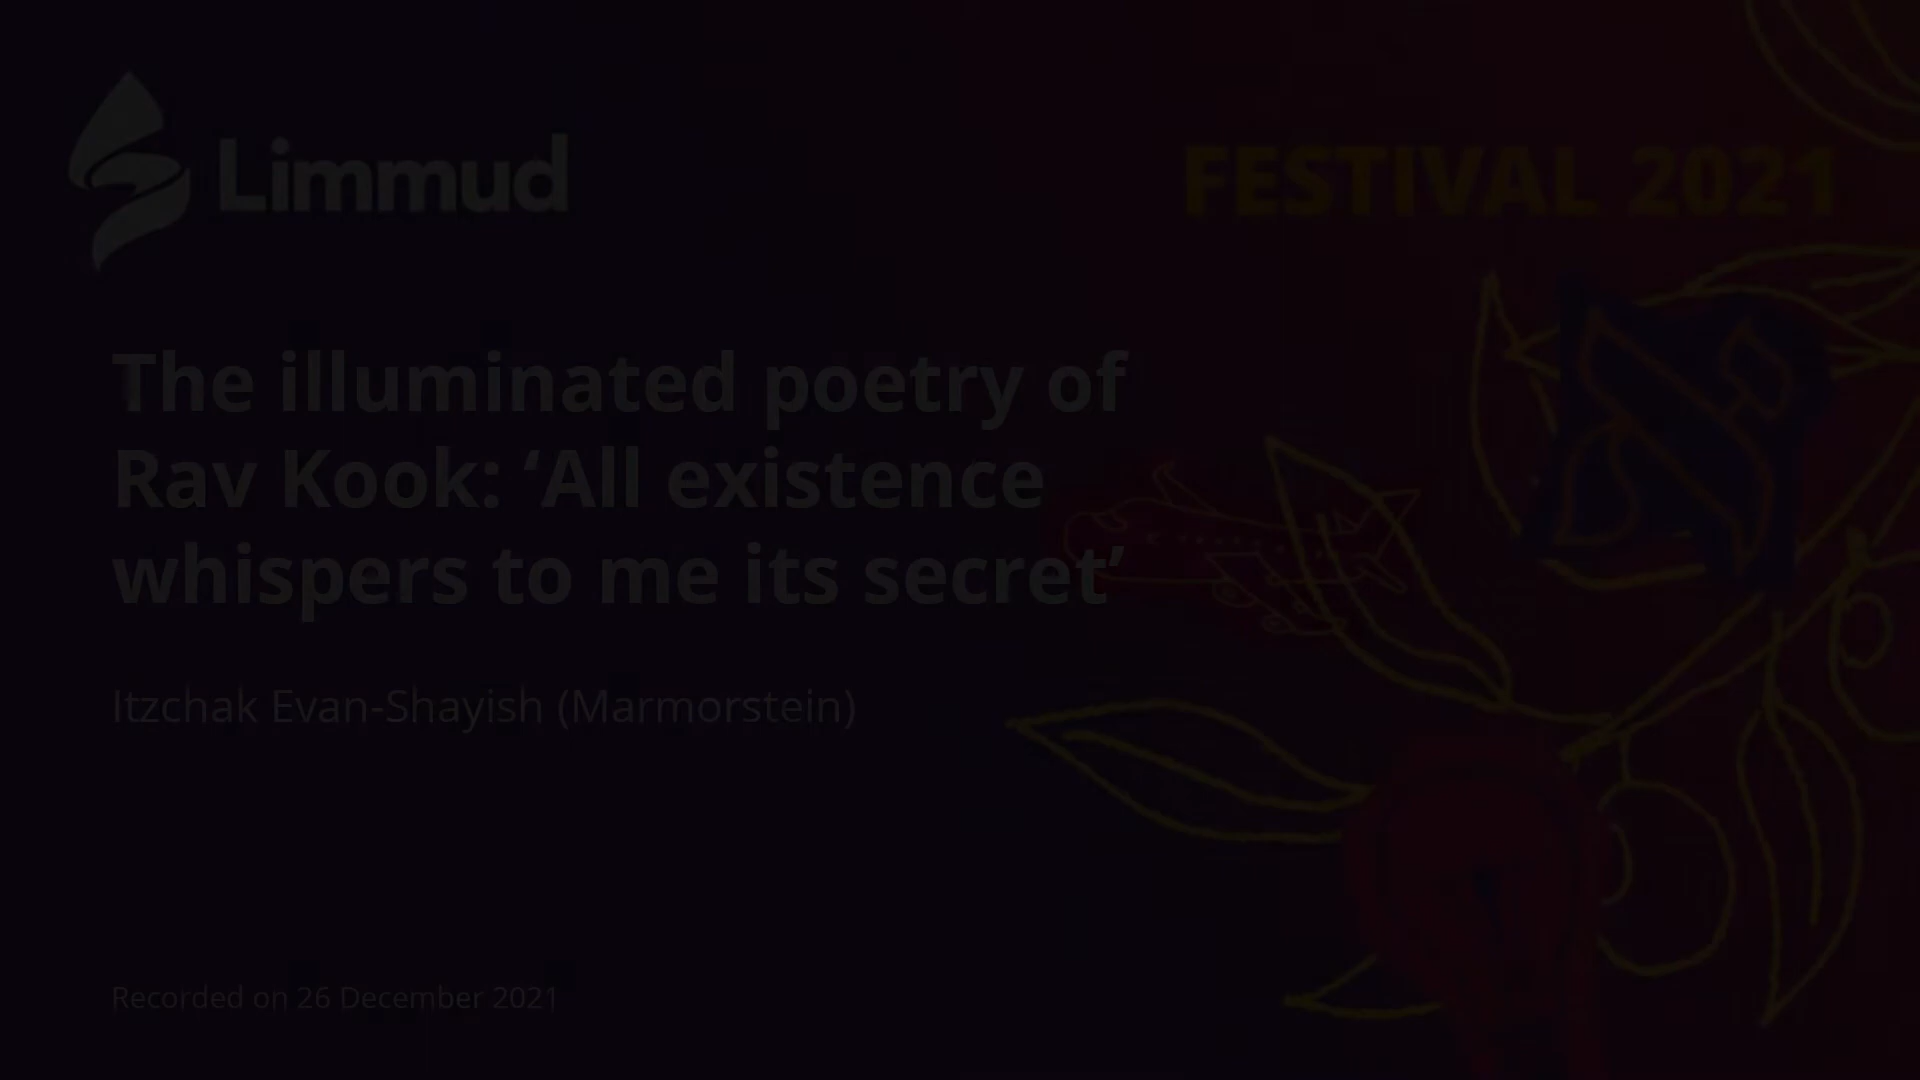 Limmud
FESTIVAL 2021
The illuminated poetry of
Rav Kook: ‘All existence
whispers to me its secret’
Itzchak Evan-Shayish (Marmorstein)
Recorded on 26 December 2021
א